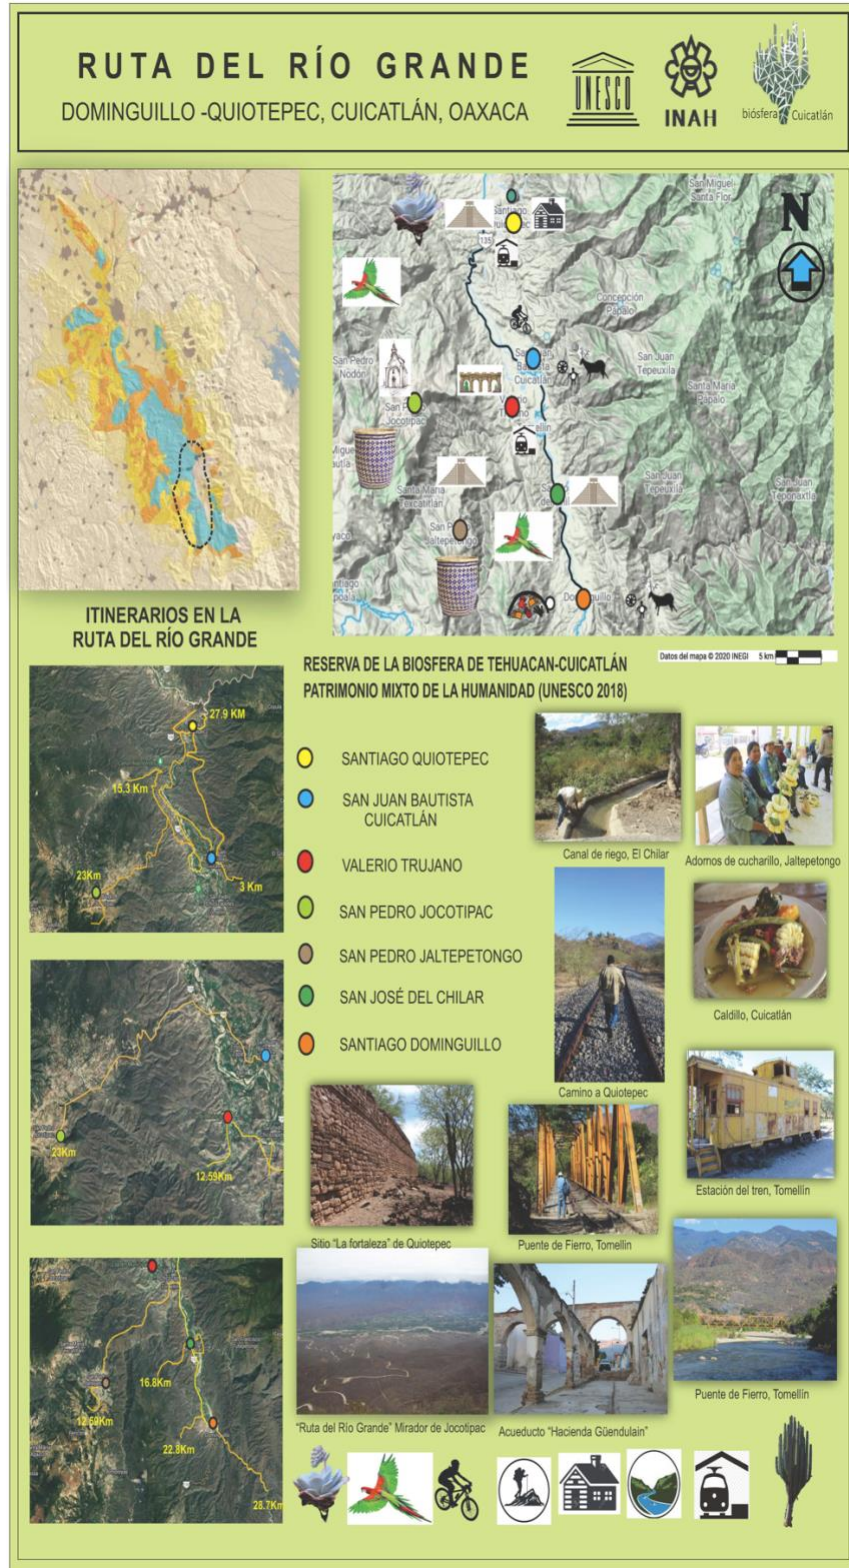 RUTA DEL RÍO GRANDE
DOMINGUILLO -QUIOTEPEC, CUICATLÁN, OAXACA
UNESCO
INAH
biósfera Cuicatlán
San Miguel
Santa Flor
N
Santiago
135
Concepción
Pápalo
San Pedro
Nodón
Cuicatlán
San Juan
Tepeuxila
Santa María
Pápalo
Jocotipac
Santa María
Texcatitlán
San Juan
Tepeuxila
San Juan
Teponaxtla
Jaltepetongo
Datos del mapa © 2020 INEGI 5 km
ITINERARIOS EN LA
RUTA DEL RÍO GRANDE
RESERVA DE LA BIOSFERA DE TEHUACAN-CUICATLÁN
PATRIMONIO MIXTO DE LA HUMANIDAD (UNESCO 2018)
27.9 KM
15.3 Km
23Km
3 Km
SANTIAGO QUIOTEPEC
SAN JUAN BAUTISTA
CUICATLÁN
VALERIO TRUJANO
SAN PEDRO JOCOTIPAC
SAN PEDRO JALTEPETONGO
SAN JOSÉ DEL CHILAR
SANTIAGO DOMINGUILLO
Canal de riego, El Chilar
Adornos de cucharillo, Jaltepetongo
Caldillo, Cuicatlán
Camino a Quiotepec
23Km
12.59Km
Estación del tren, Tomellín
Sitio “La fortaleza” de Quiotepec
Puente de Fierro, Tomellin
16.8Km
12.59Km
22.8Km
28.7Km
“Ruta del Río Grande” Mirador de Jocotipac
Acueducto “Hacienda Güendulain”
Puente de Fierro, Tomellín